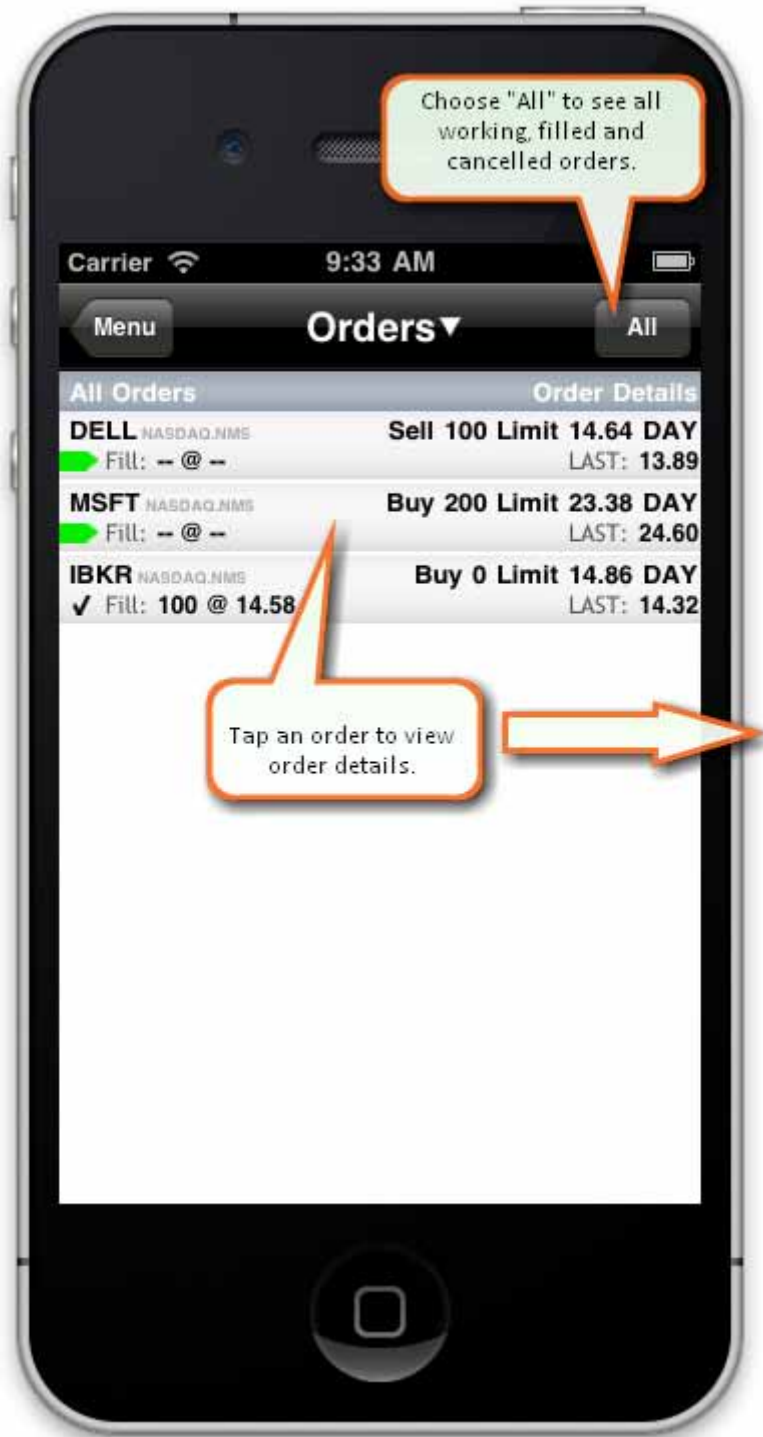 Choose "All" to see all
working, filled and
cancelled orders.
Carrier 9:33 AM
Menu Orders▼ All
All Orders Order Details
DELL NASDAQ.NMS Sell 100 Limit 14.64 DAY
Fill: -- @ -- LAST: 13.89
MSFT NASDAQ.NMS Buy 200 Limit 23.38 DAY
Fill: -- @ -- LAST: 24.60
IBKR NASDAQ.NMS Buy 0 Limit 14.86 DAY
✓ Fill: 100 @ 14.58 LAST: 14.32
Tap an order to view
order details.